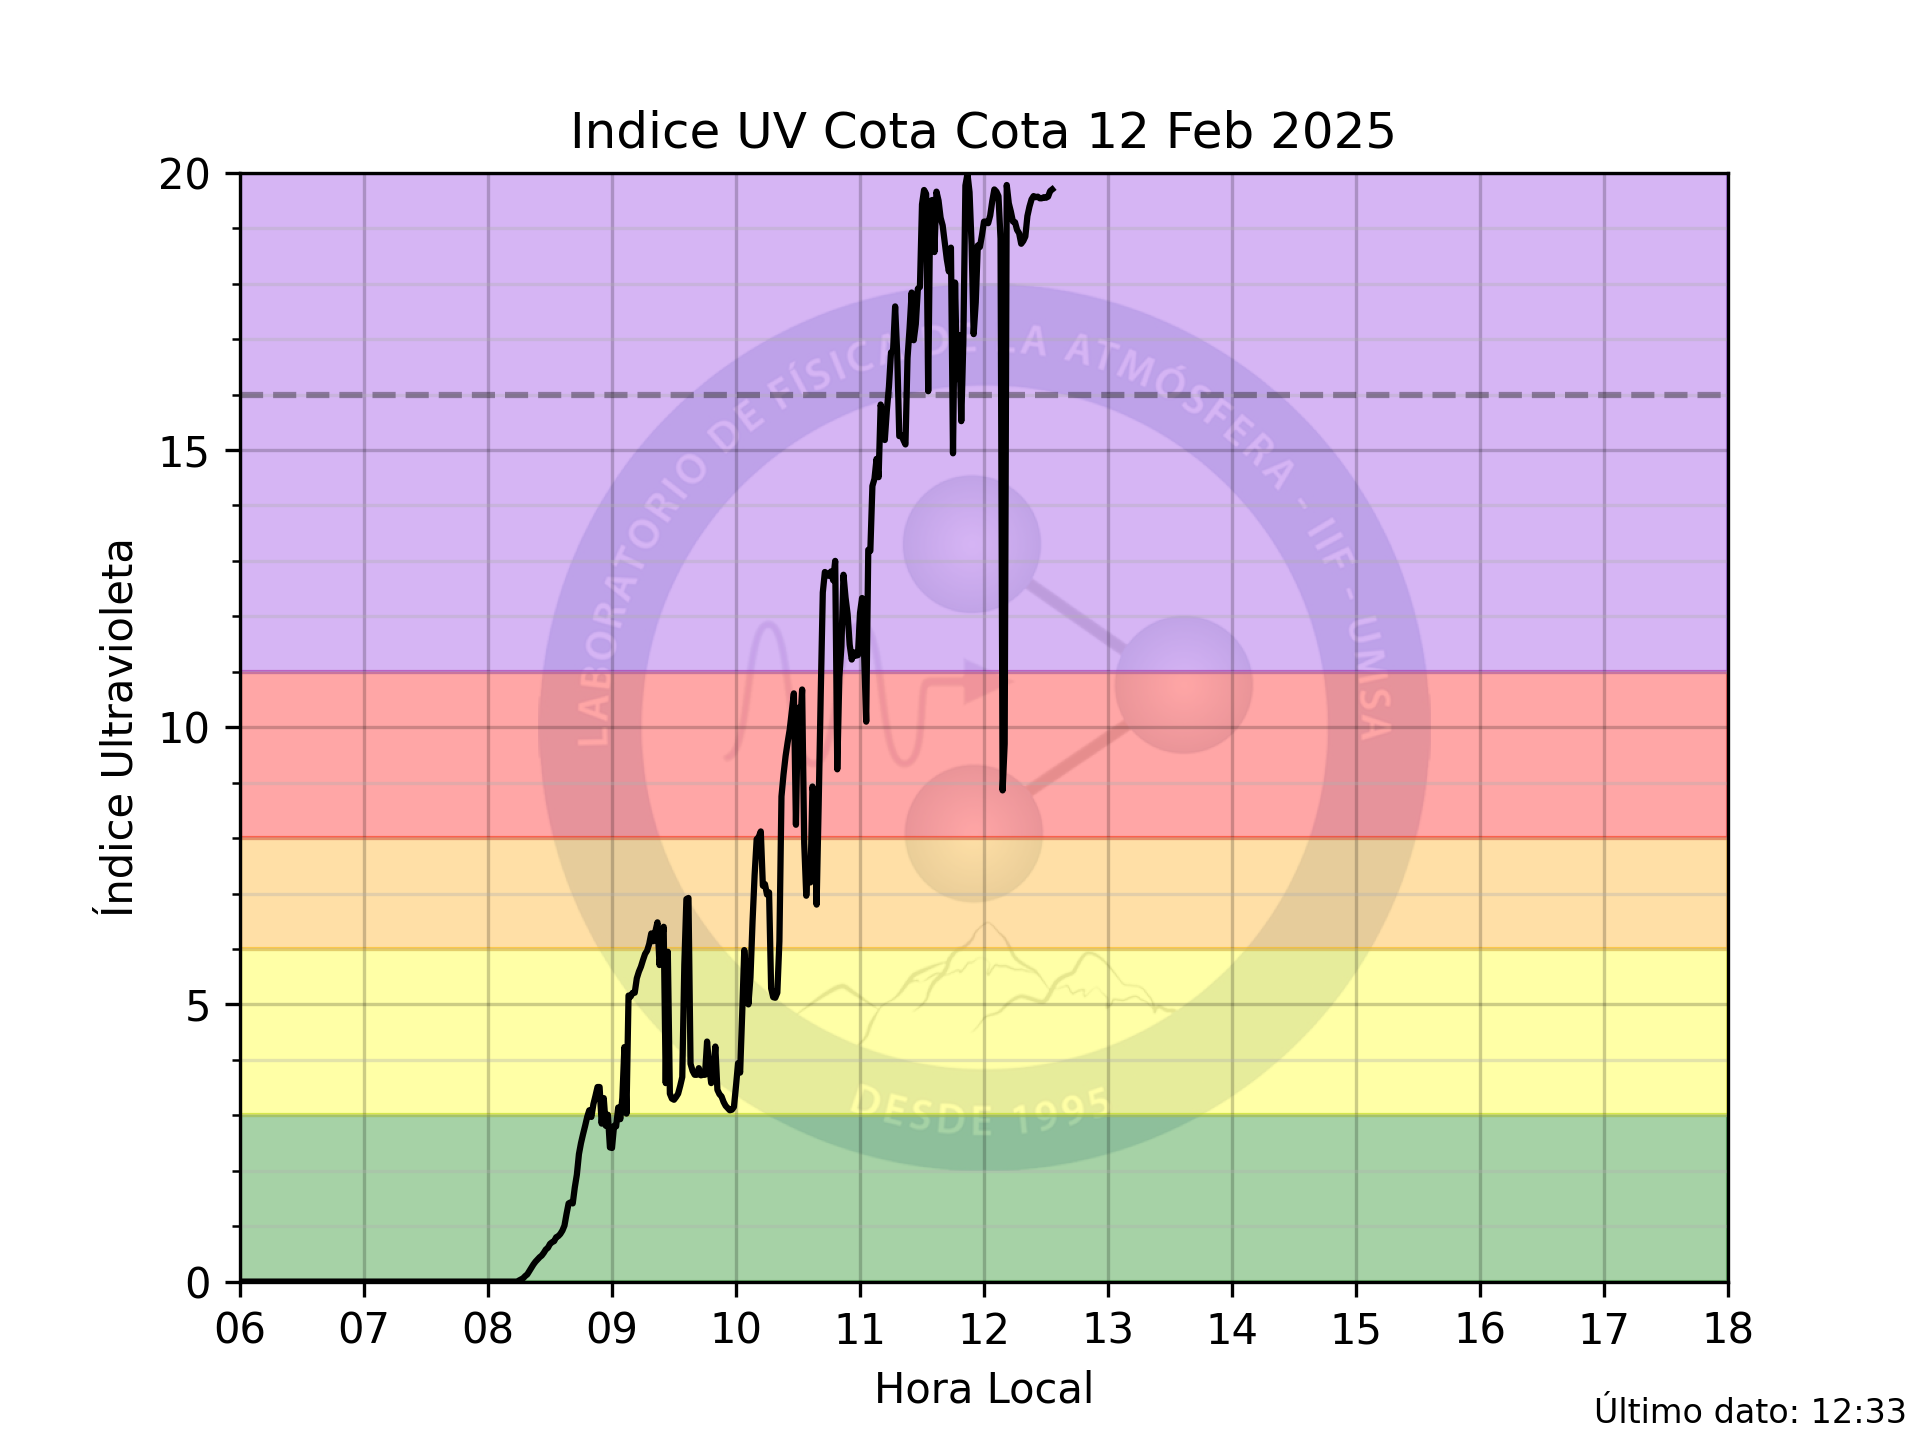 Indice UV Cota Cota 12 Feb 2025
20
15
10
5
0
Índice Ultravioleta
LABORATORIO DE FÍSICA DE LA ATMÓSFERA - IIF - UMSA
DESDE 1995
06 07 08 09 10 11 12 13 14 15 16 17 18
Hora Local
Último dato: 12:33